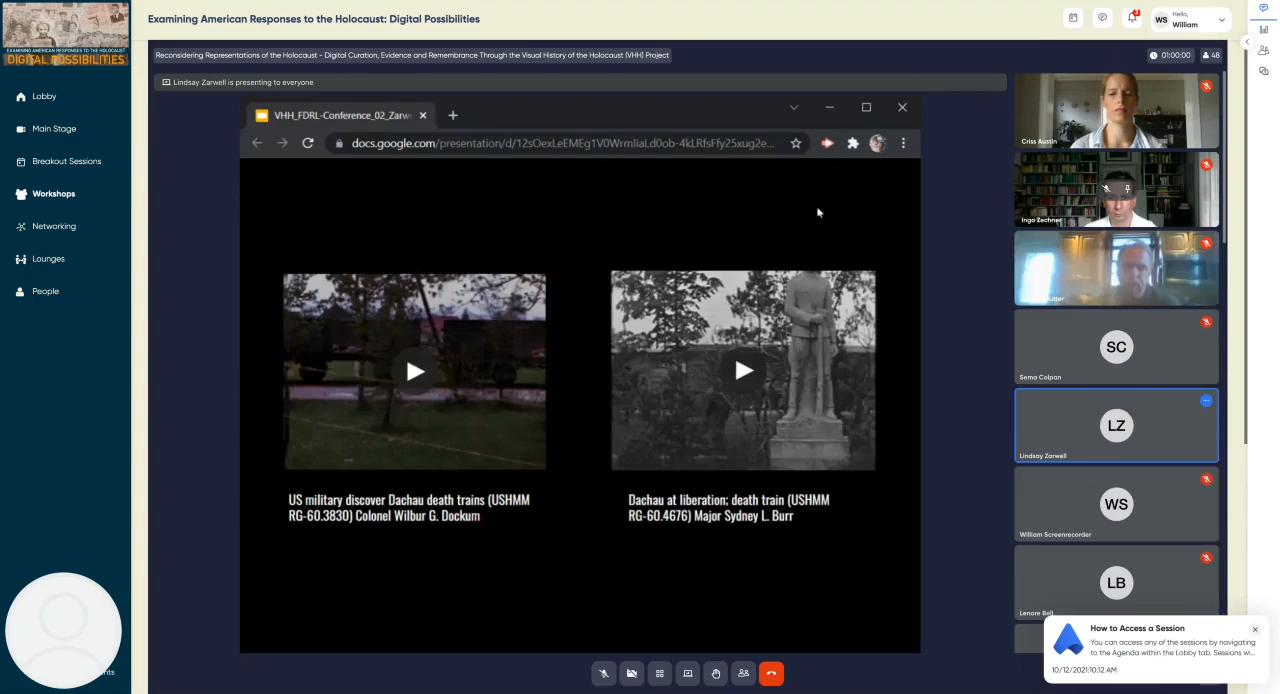 EXAMINING AMERICAN RESPONSES TO THE HOLOCAUST
DIGITAL POSSIBILITIES
Examining American Responses to the Holocaust: Digital Possibilities
2
WS
Hello,
William
Lobby
Main Stage
Breakout Sessions
Workshops
Networking
Lounges
People
nts
Reconsidering Representations of the Holocaust - Digital Curation, Evidence and Remembrance Through the Visual History of the Holocaust (VHH) Project
01:00:00
48
Lindsay Zarwell is presenting to everyone
VHH_FDRL-Conference_02_Zarw
US military discover Dachau death trains (USHMM
RG-60.3830) Colonel Wilbur G. Dockum
Dachau at liberation; death train (USHMM
RG-60.4676) Major Sydney L. Burr
Criss Austin
Ingo Zechner
utter
SC
Sema Colpan
LZ
Lindsay Zarwell
WS
William Screenrecorder
LB
Lenore Bell
How to Access a Session
You can access any of the sessions by navigating
to the Agenda within the Lobby tab. Sessions wi...
10/12/2021:10:12 AM